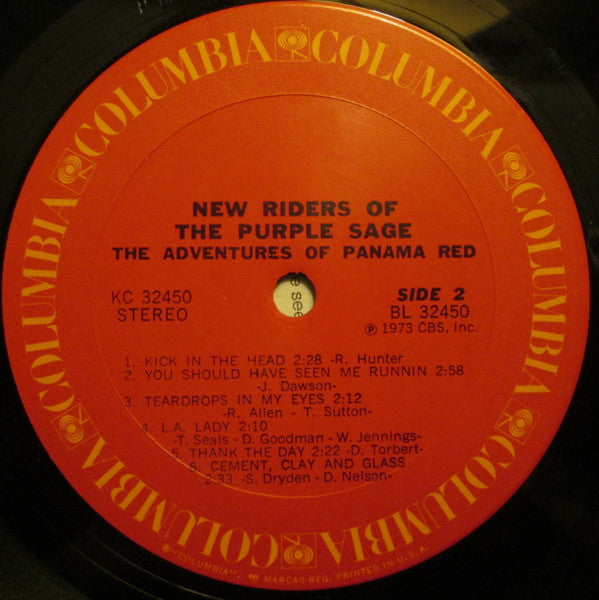 COLUMBIA COLUMBIA COLUMBIA COLUMBIA COLUMBIA COLUMBIA
NEW RIDERS OF
THE PURPLE SAGE
THE ADVENTURES OF PANAMA RED
KC 32450
STEREO
e see
SIDE 2
BL 32450
Ⓟ 1973 CBS, Inc.
1. KICK IN THE HEAD 2:28 -R. Hunter
2. YOU SHOULD HAVE SEEN ME RUNNIN 2:58
-J. Dawson-
3. TEARDROPS IN MY EYES 2:12
-R. Allen - T. Sutton-
4. L.A. LADY 2:10
-T. Seals -D. Goodman -W. Jennings-
5. THANK THE DAY 2:22 -D. Torbert-
6. CEMENT, CLAY AND GLASS
2:33 -S. Dryden -D. Nelson-
®"COLUMBIA", MARCAS REG. PRINTED IN U.S.A.